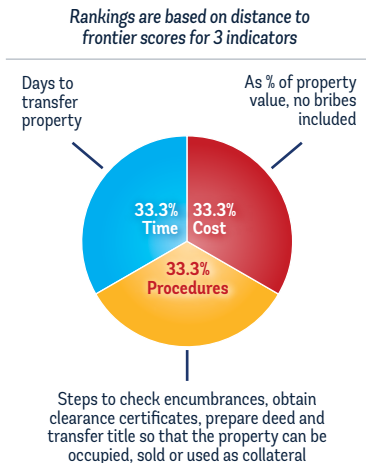 Rankings are based on distance to
frontier scores for 3 indicators
Days to
transfer
property
As % of property
value, no bribes
included
33.3%
Time
33.3%
Cost
33.3%
Procedures
Steps to check encumbrances, obtain
clearance certificates, prepare deed and
transfer title so that the property can be
occupied, sold or used as collateral